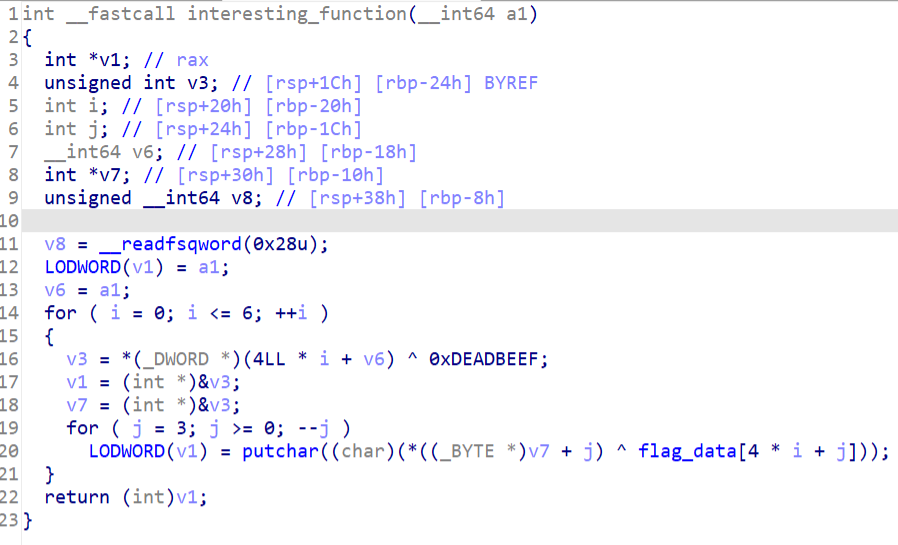 1 int __fastcall interesting_function(__int64 a1)
2 {
3   int *v1; // rax
4   unsigned int v3; // [rsp+1Ch] [rbp-24h] BYREF
5   int i; // [rsp+20h] [rbp-20h]
6   int j; // [rsp+24h] [rbp-1Ch]
7   __int64 v6; // [rsp+28h] [rbp-18h]
8   int *v7; // [rsp+30h] [rbp-10h]
9   unsigned __int64 v8; // [rsp+38h] [rbp-8h]
10
11   v8 = __readfsqword(0x28u);
12   LODWORD(v1) = a1;
13   v6 = a1;
14   for ( i = 0; i <= 6; ++i )
15   {
16     v3 = *(_DWORD *)(4LL * i + v6) ^ 0xDEADBEEF;
17     v1 = (int *)&v3;
18     v7 = (int *)&v3;
19     for ( j = 3; j >= 0; --j )
20       LODWORD(v1) = putchar((char)(*((_BYTE *)v7 + j) ^ flag_data[4 * i + j]));
21   }
22   return (int)v1;
23 }